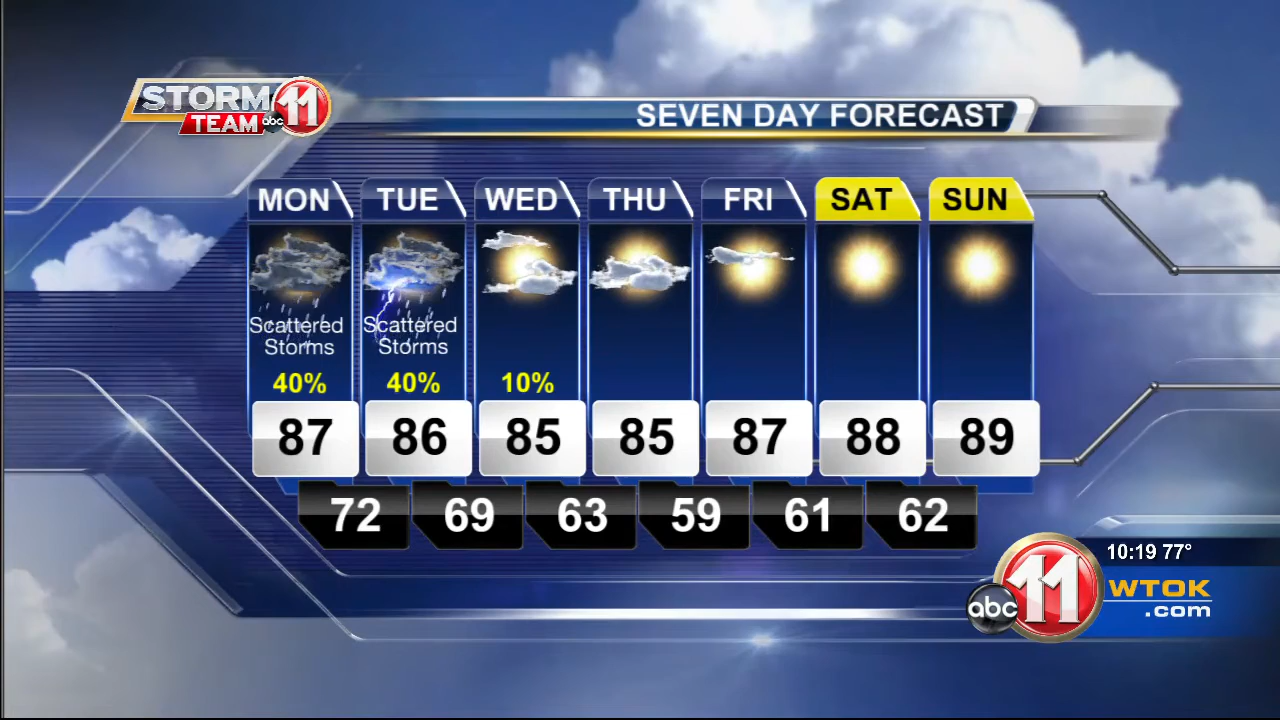 STORM
TEAM abc 11
SEVEN DAY FORECAST
MON TUE WED THU FRI SAT SUN
Scattered Storms Scattered Storms
40% 40% 10%
87 86 85 85 87 88 89
72 69 63 59 61 62
10:19 77°
abc 11 WTOK
.com